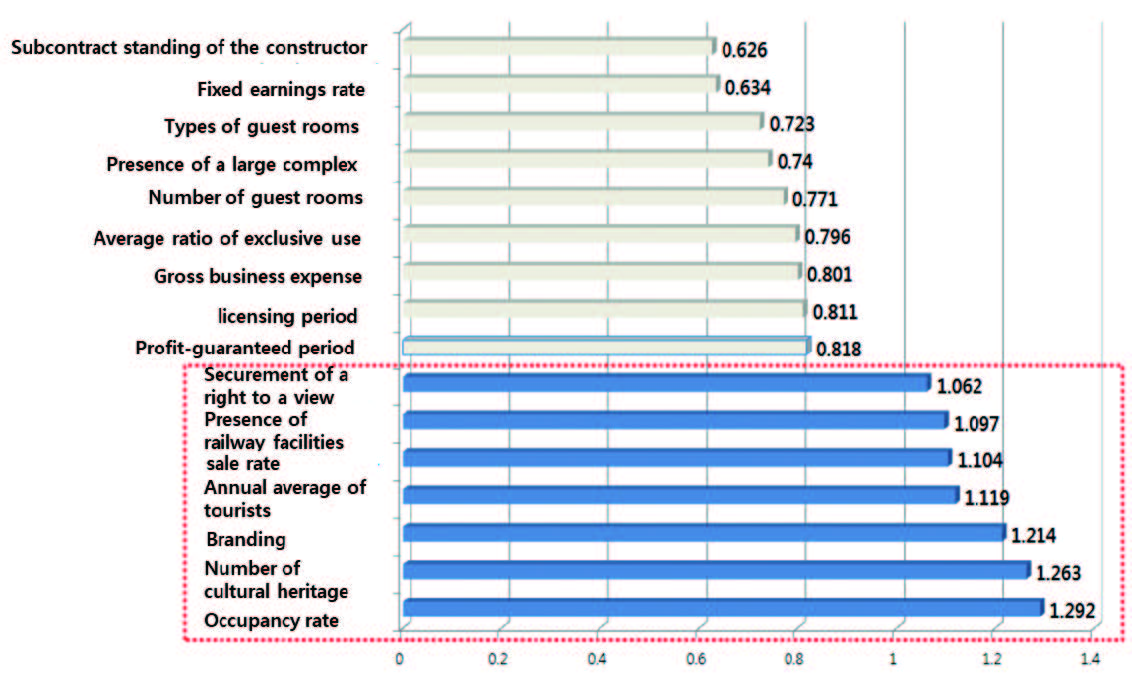 Subcontract standing of the constructor 0.626
Fixed earnings rate 0.634
Types of guest rooms 0.723
Presence of a large complex 0.74
Number of guest rooms 0.771
Average ratio of exclusive use 0.796
Gross business expense 0.801
licensing period 0.811
Profit-guaranteed period 0.818
Securement of a
right to a view 1.062
Presence of
railway facilities 1.097
sale rate 1.104
Annual average of
tourists 1.119
Branding 1.214
Number of
cultural heritage 1.263
Occupancy rate 1.292
0 0.2 0.4 0.6 0.8 1 1.2 1.4